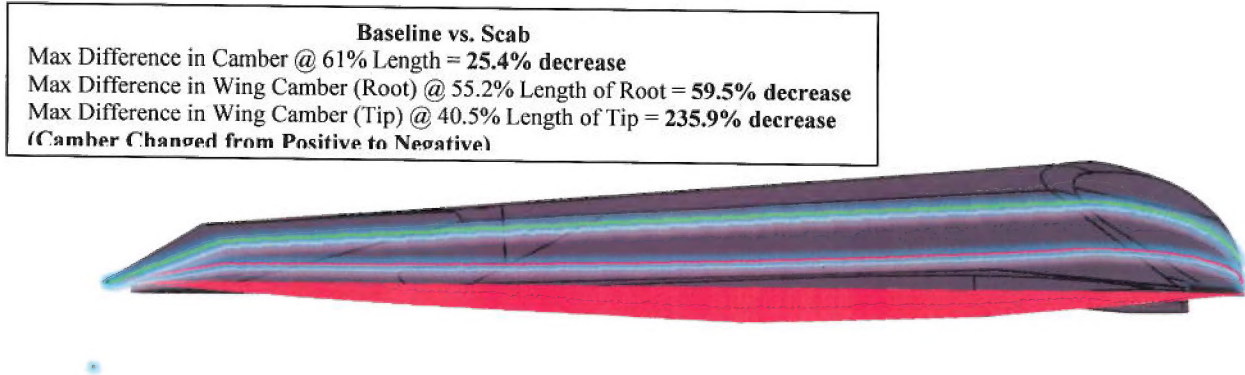 Baseline vs. Scab
Max Difference in Camber @ 61% Length = 25.4% decrease
Max Difference in Wing Camber (Root) @ 55.2% Length of Root = 59.5% decrease
Max Difference in Wing Camber (Tip) @ 40.5% Length of Tip = 235.9% decrease
(Camber Changed from Positive to Negative)